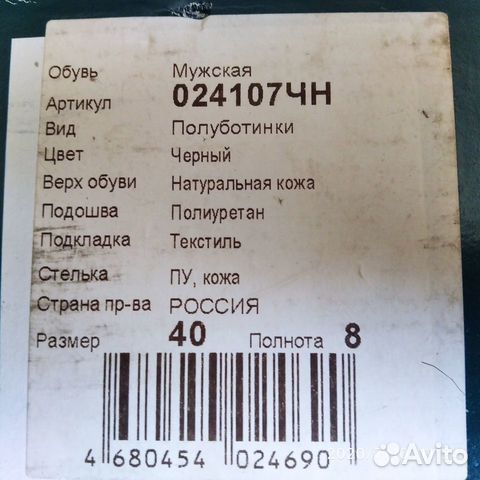 Обувь Мужская
Артикул 024107ЧН
Вид Полуботинки
Цвет Черный
Верх обуви Натуральная кожа
Подошва Полиуретан
Подкладка Текстиль
Стелька ПУ, кожа
Страна пр-ва РОССИЯ
Размер 40 Полнота 8
4 680454 024690
Avito